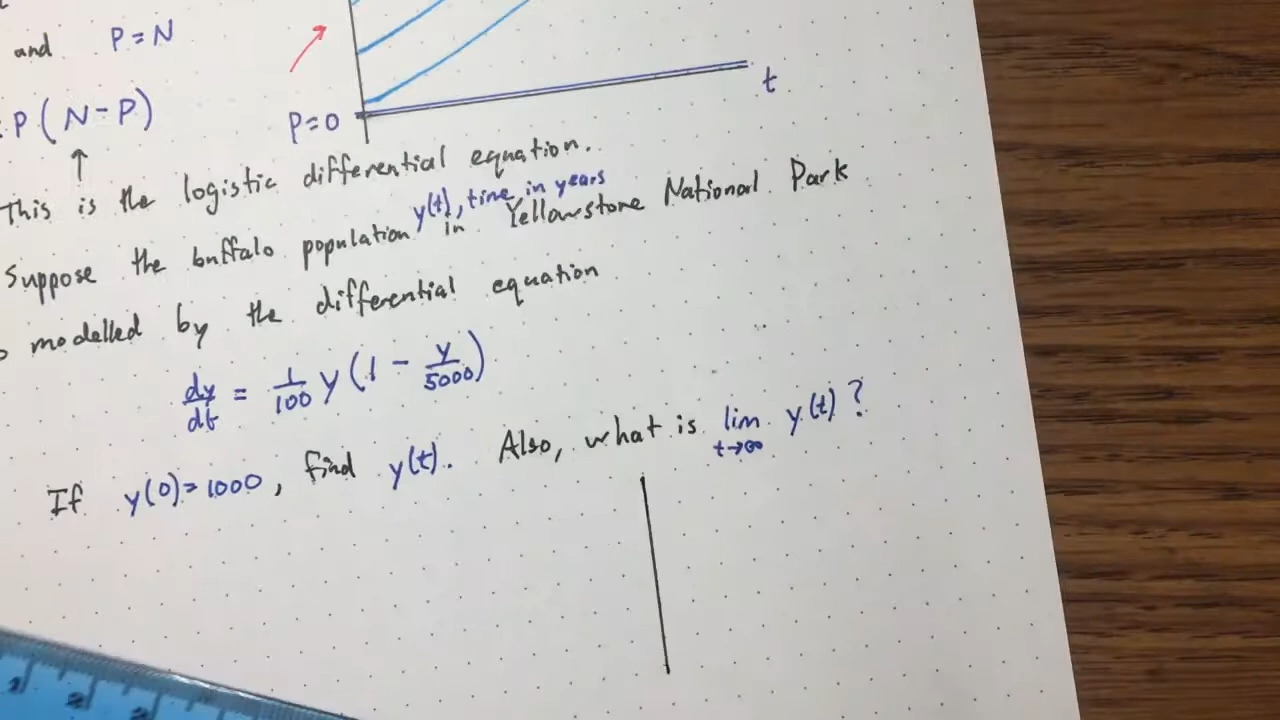 and P=N
P(N-P)
↑
t
P=0
This is the logistic differential equation.
y(t), time in years
Suppose the buffalo population in Yellowstone National Park
modelled by the differential equation
dy/dt = 1/100 y (1 - y/5000)
If y(0)=1000, find y(t). Also, what is lim t→∞ y(t)?
1 2